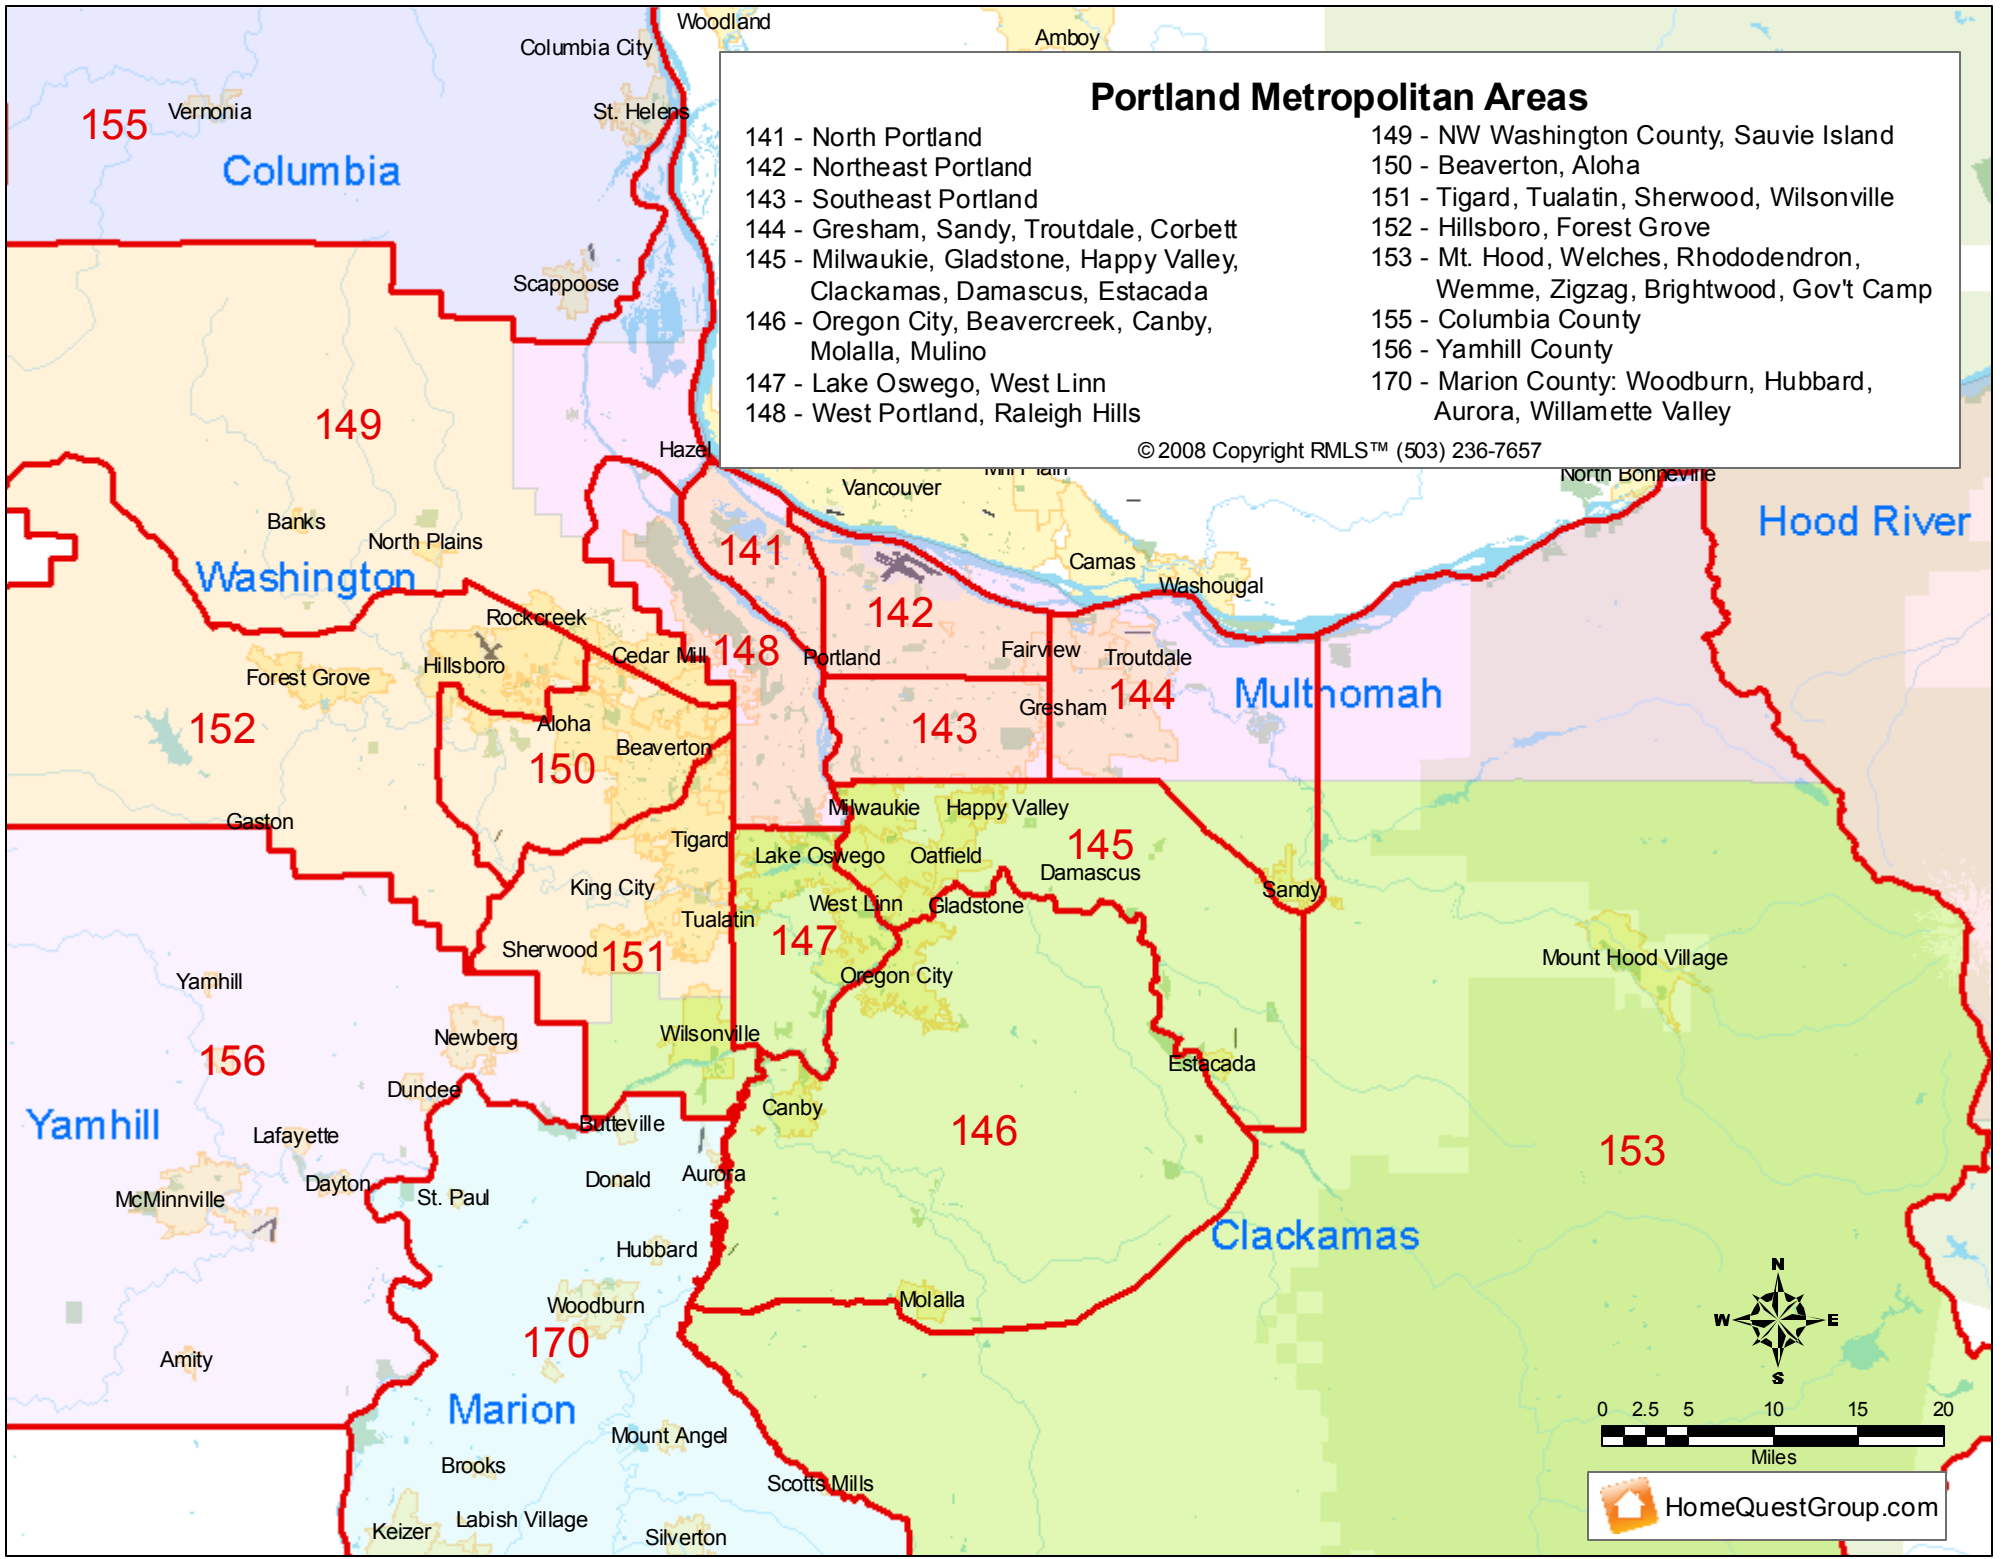 Woodland
Amboy
Columbia City
St. Helens
Vernonia
155
Columbia
Scappoose
Portland Metropolitan Areas
141 - North Portland
142 - Northeast Portland
143 - Southeast Portland
144 - Gresham, Sandy, Troutdale, Corbett
145 - Milwaukie, Gladstone, Happy Valley,
Clackamas, Damascus, Estacada
146 - Oregon City, Beavercreek, Canby,
Molalla, Mulino
147 - Lake Oswego, West Linn
148 - West Portland, Raleigh Hills
149 - NW Washington County, Sauvie Island
150 - Beaverton, Aloha
151 - Tigard, Tualatin, Sherwood, Wilsonville
152 - Hillsboro, Forest Grove
153 - Mt. Hood, Welches, Rhododendron,
Wemme, Zigzag, Brightwood, Gov't Camp
155 - Columbia County
156 - Yamhill County
170 - Marion County: Woodburn, Hubbard,
Aurora, Willamette Valley
©2008 Copyright RMLS™ (503) 236-7657
149
Hazel
Mill Plain
North Bonneville
Vancouver
Banks
North Plains
Washington
Hood River
141
Camas
Washougal
142
Rockcreek
Cedar Mill
148
Portland
Fairview
Troutdale
Hillsboro
Forest Grove
Multnomah
144
Gresham
143
152
Aloha
Beaverton
150
Gaston
Milwaukie
Happy Valley
Tigard
145
Lake Oswego
Oatfield
Damascus
King City
Sandy
West Linn
Gladstone
Tualatin
147
Sherwood
151
Mount Hood Village
Oregon City
Yamhill
Newberg
Wilsonville
156
Estacada
Dundee
Canby
Yamhill
Butteville
Lafayette
146
153
Aurora
Donald
Dayton
St. Paul
McMinnville
Clackamas
Hubbard
Woodburn
Molalla
170
Amity
Marion
Mount Angel
Brooks
Scotts Mills
Labish Village
Keizer
Silverton
N
W
E
S
0 2.5 5 10 15 20
Miles
HomeQuestGroup.com